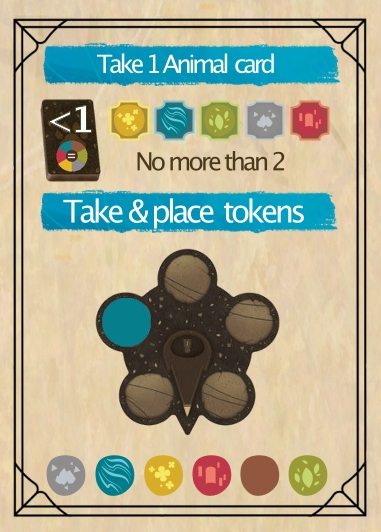 Take 1 Animal card
<1
=
No more than 2
Take & place tokens